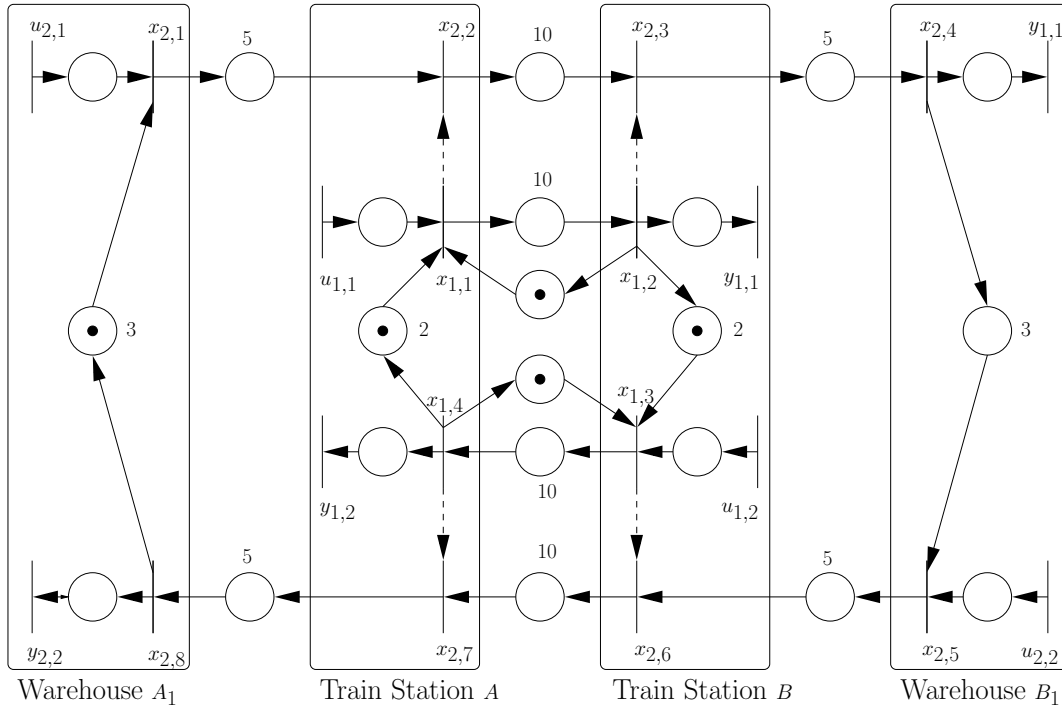 u2,1 x2,1 5 x2,2 10 x2,3 5 x2,4 y1,1
10
u1,1 x1,1 x1,2 y1,1
3 2 2 3
x1,4 x1,3
y1,2 10 u1,2
5 10 5
y2,2 x2,8 x2,7 x2,6 x2,5 u2,2
Warehouse A1 Train Station A Train Station B Warehouse B1